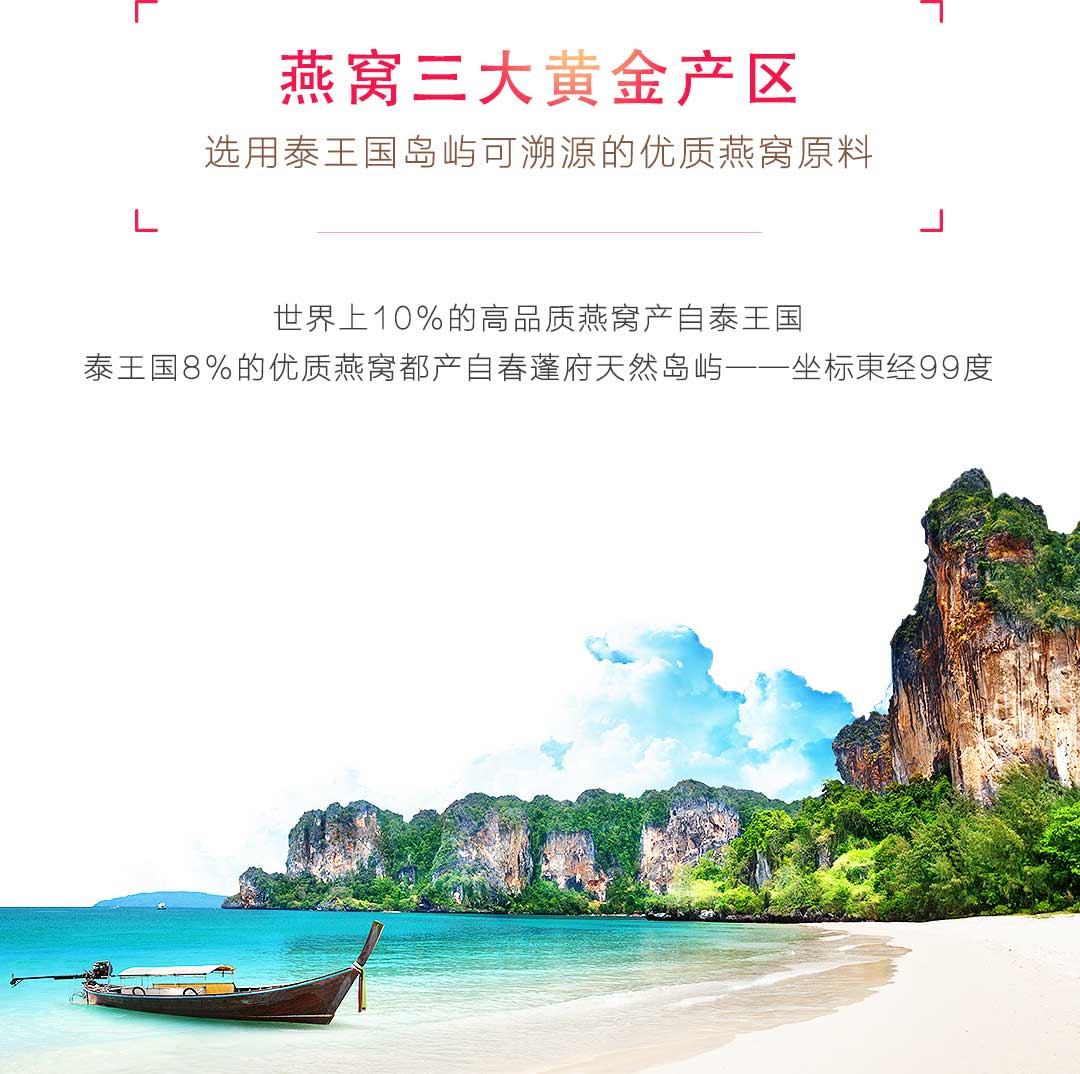 燕窝三大黄金产区
选用泰王国岛屿可溯源的优质燕窝原料
世界上10%的高品质燕窝产自泰王国
泰王国8%的优质燕窝都产自春蓬府天然岛屿——坐标東经99度